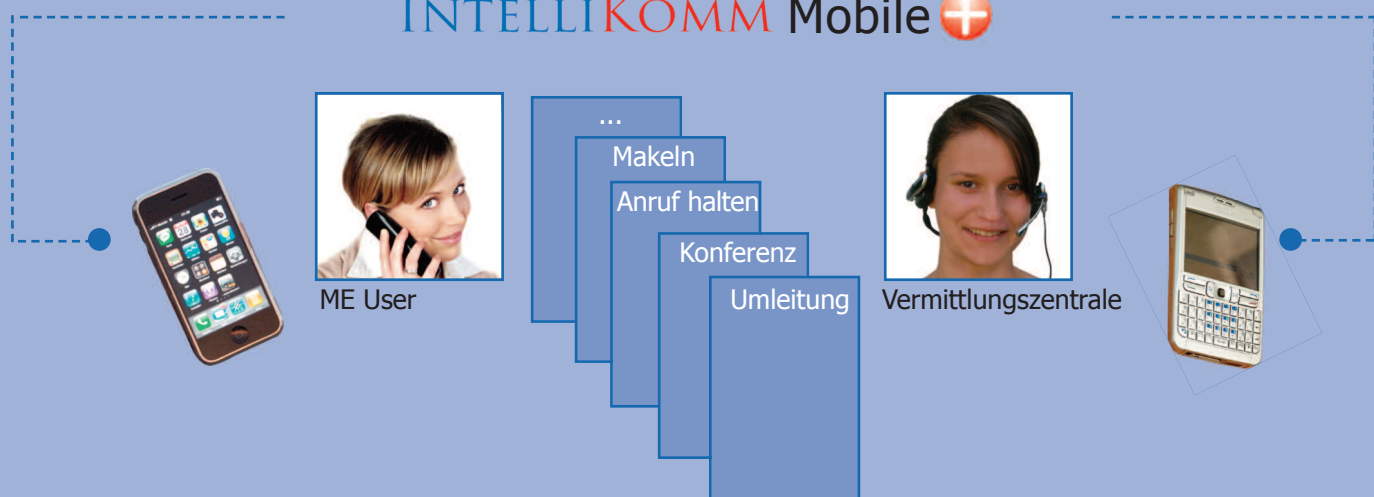 INTELLIKOMM Mobile
...
Makeln
Anruf halten
Konferenz
Umleitung
ME User
Vermittlungszentrale